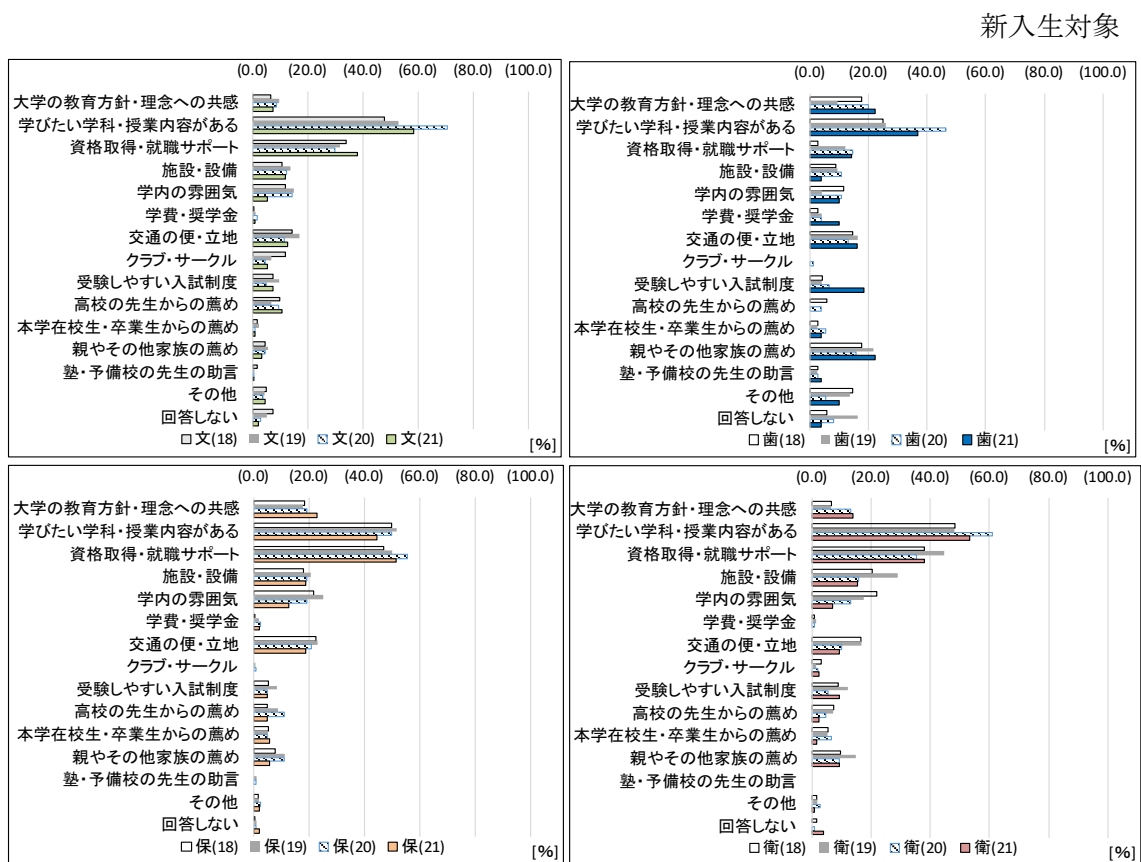 新入生対象
(0.0) (20.0) (40.0) (60.0) (80.0) (100.0)
大学の教育方針・理念への共感
学びたい学科・授業内容がある
資格取得・就職サポート
施設・設備
学内の雰囲気
学費・奨学金
交通の便・立地
クラブ・サークル
受験しやすい入試制度
高校の先生からの薦め
本学在校生・卒業生からの薦め
親やその他家族の薦め
塾・予備校の先生の助言
その他
回答しない
文(18) 文(19) 文(20) 文(21)
[%]
(0.0) (20.0) (40.0) (60.0) (80.0) (100.0)
大学の教育方針・理念への共感
学びたい学科・授業内容がある
資格取得・就職サポート
施設・設備
学内の雰囲気
学費・奨学金
交通の便・立地
クラブ・サークル
受験しやすい入試制度
高校の先生からの薦め
本学在校生・卒業生からの薦め
親やその他家族の薦め
塾・予備校の先生の助言
その他
回答しない
歯(18) 歯(19) 歯(20) 歯(21)
[%]
(0.0) (20.0) (40.0) (60.0) (80.0) (100.0)
大学の教育方針・理念への共感
学びたい学科・授業内容がある
資格取得・就職サポート
施設・設備
学内の雰囲気
学費・奨学金
交通の便・立地
クラブ・サークル
受験しやすい入試制度
高校の先生からの薦め
本学在校生・卒業生からの薦め
親やその他家族の薦め
塾・予備校の先生の助言
その他
回答しない
保(18) 保(19) 保(20) 保(21)
[%]
(0.0) (20.0) (40.0) (60.0) (80.0) (100.0)
大学の教育方針・理念への共感
学びたい学科・授業内容がある
資格取得・就職サポート
施設・設備
学内の雰囲気
学費・奨学金
交通の便・立地
クラブ・サークル
受験しやすい入試制度
高校の先生からの薦め
本学在校生・卒業生からの薦め
親やその他家族の薦め
塾・予備校の先生の助言
その他
回答しない
衛(18) 衛(19) 衛(20) 衛(21)
[%]